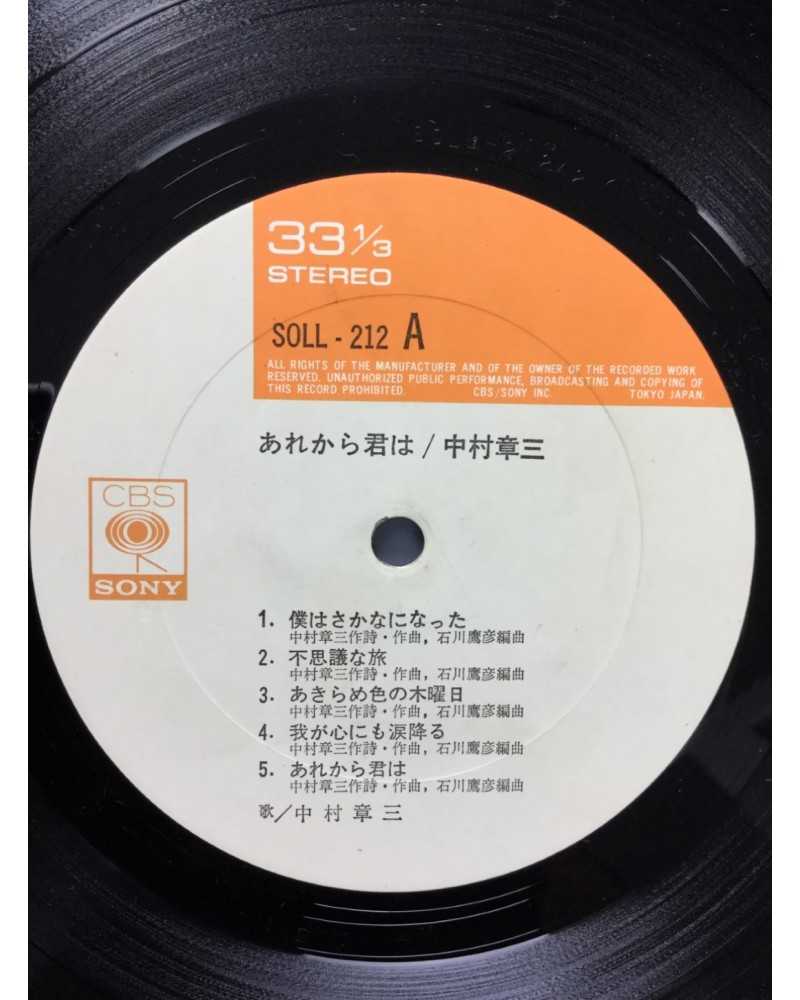 33 1/3
STEREO
SOLL - 212 A
ALL RIGHTS OF THE MANUFACTURER AND OF THE OWNER OF THE RECORDED WORK
RESERVED. UNAUTHORIZED PUBLIC PERFORMANCE, BROADCASTING AND COPYING OF
THIS RECORD PROHIBITED. CBS/SONY INC. TOKYO JAPAN.
あれから君は / 中村章三
CBS
SONY
1. 僕はさかなになった
中村章三作詩・作曲, 石川鷹彦編曲
2. 不思議な旅
中村章三作詩・作曲, 石川鷹彦編曲
3. あきらめ色の木曜日
中村章三作詩・作曲, 石川鷹彦編曲
4. 我が心にも涙降る
中村章三作詩・作曲, 石川鷹彦編曲
5. あれから君は
中村章三作詩・作曲, 石川鷹彦編曲
歌/中村章三